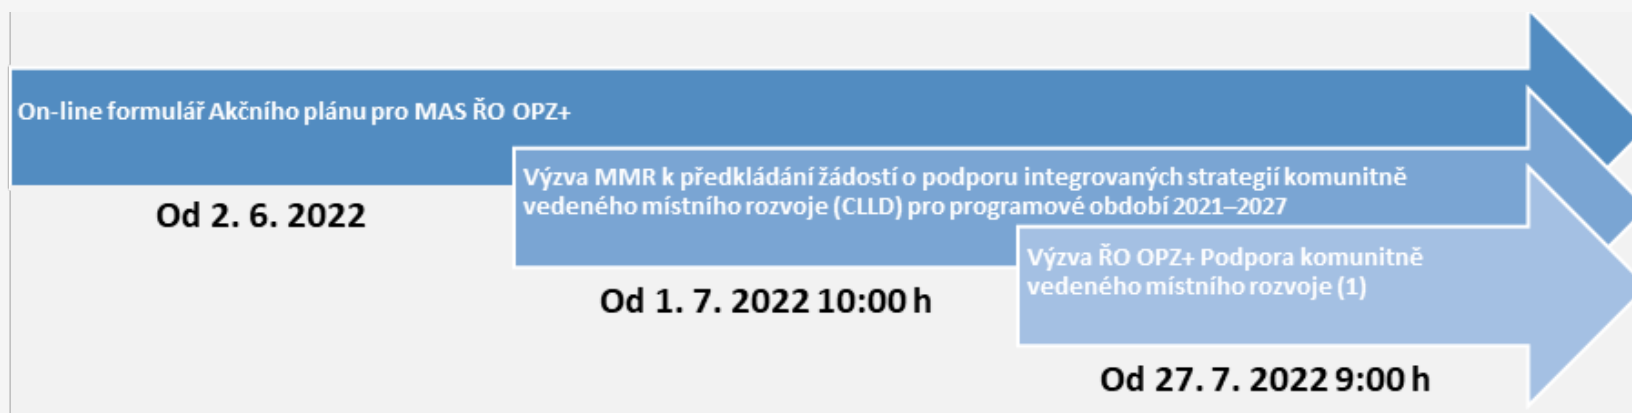 On-line formulář Akčního plánu pro MAS ŘO OPZ+
Od 2. 6. 2022
Výzva MMR k předkládání žádostí o podporu integrovaných strategií komunitně
vedeného místního rozvoje (CLLD) pro programové období 2021–2027
Od 1. 7. 2022 10:00 h
Výzva ŘO OPZ+ Podpora komunitně
vedeného místního rozvoje (1)
Od 27. 7. 2022 9:00 h